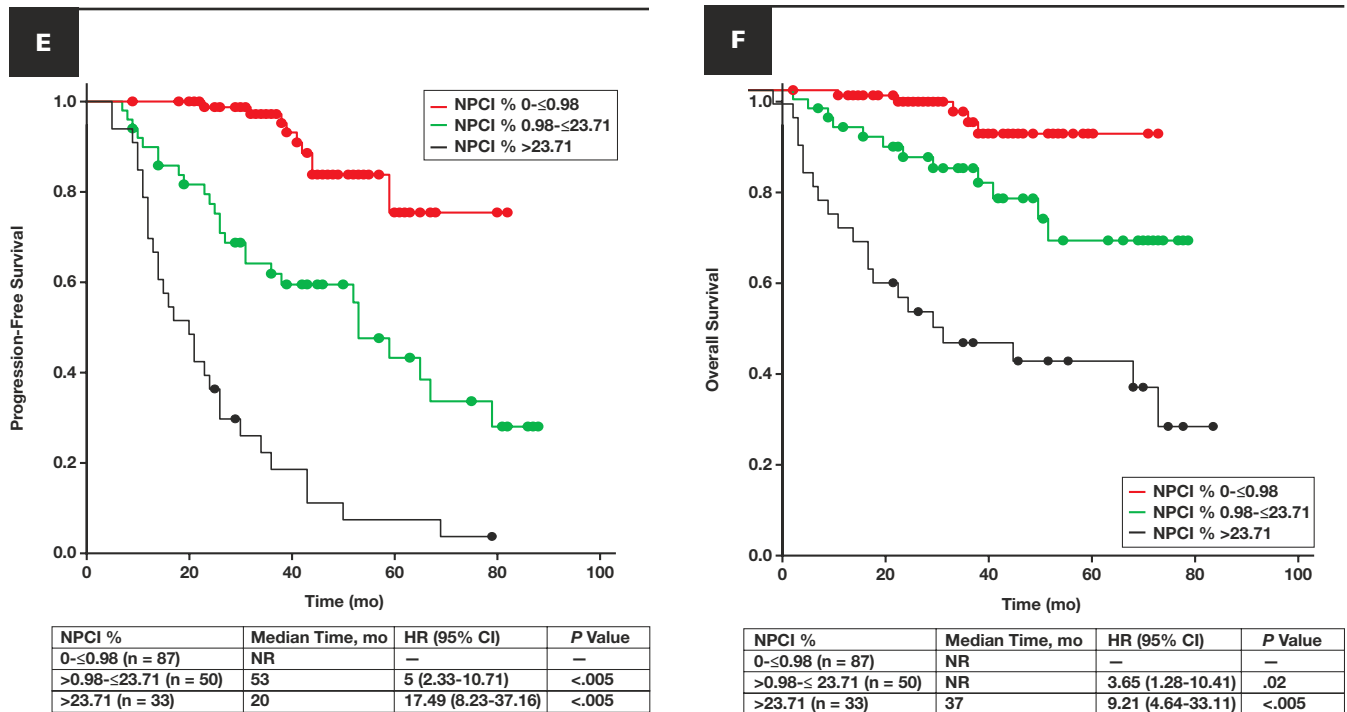 E
1.0
0.8
0.6
0.4
0.2
0.0
Progression-Free Survival
NPCI % 0-≤0.98
NPCI % 0.98-≤23.71
NPCI % >23.71
0 20 40 60 80 100
Time (mo)
NPCI % Median Time, mo HR (95% CI) P Value
0-≤0.98 (n = 87) NR – –
>0.98-≤23.71 (n = 50) 53 5 (2.33-10.71) <.005
>23.71 (n = 33) 20 17.49 (8.23-37.16) <.005
F
1.0
0.8
0.6
0.4
0.2
0.0
Overall Survival
NPCI % 0-≤0.98
NPCI % 0.98-≤23.71
NPCI % >23.71
0 20 40 60 80 100
Time (mo)
NPCI % Median Time, mo HR (95% CI) P Value
0-≤0.98 (n = 87) NR – –
>0.98-≤ 23.71 (n = 50) NR 3.65 (1.28-10.41) .02
>23.71 (n = 33) 37 9.21 (4.64-33.11) <.005